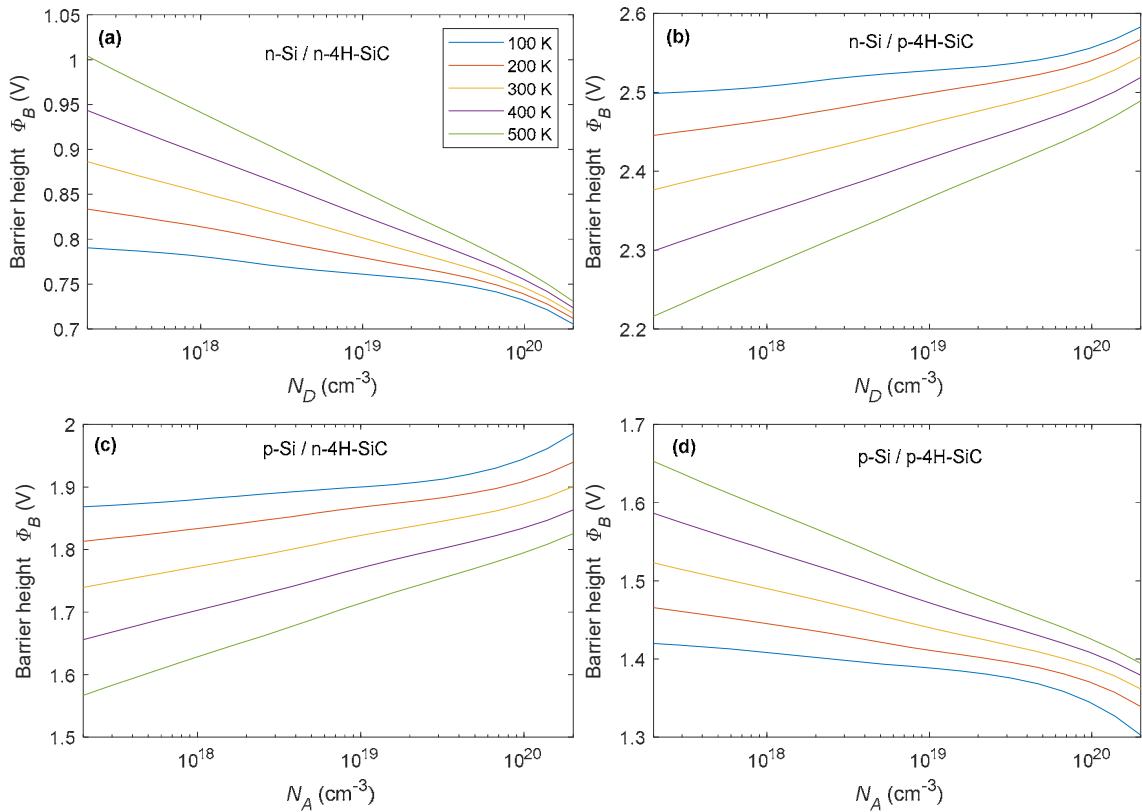 (a)
n-Si / n-4H-SiC
100 K
200 K
300 K
400 K
500 K
1.05
1
0.95
0.9
0.85
0.8
0.75
0.7
Barrier height Φ_B (V)
10^18
10^19
10^20
N_D (cm^-3)
(b)
n-Si / p-4H-SiC
2.6
2.5
2.4
2.3
2.2
Barrier height Φ_B (V)
10^18
10^19
10^20
N_D (cm^-3)
(c)
p-Si / n-4H-SiC
2
1.9
1.8
1.7
1.6
1.5
Barrier height Φ_B (V)
10^18
10^19
10^20
N_A (cm^-3)
(d)
p-Si / p-4H-SiC
1.7
1.6
1.5
1.4
1.3
Barrier height Φ_B (V)
10^18
10^19
10^20
N_A (cm^-3)